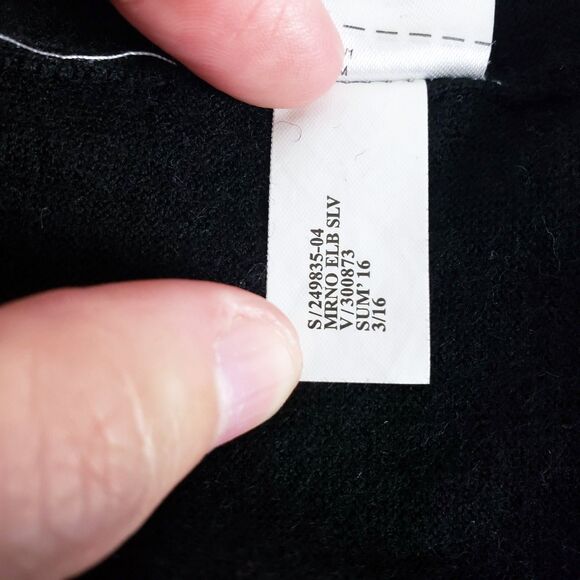 S/249835-04
MRNO ELB SLV
V/300873
SUM' 16
3/16